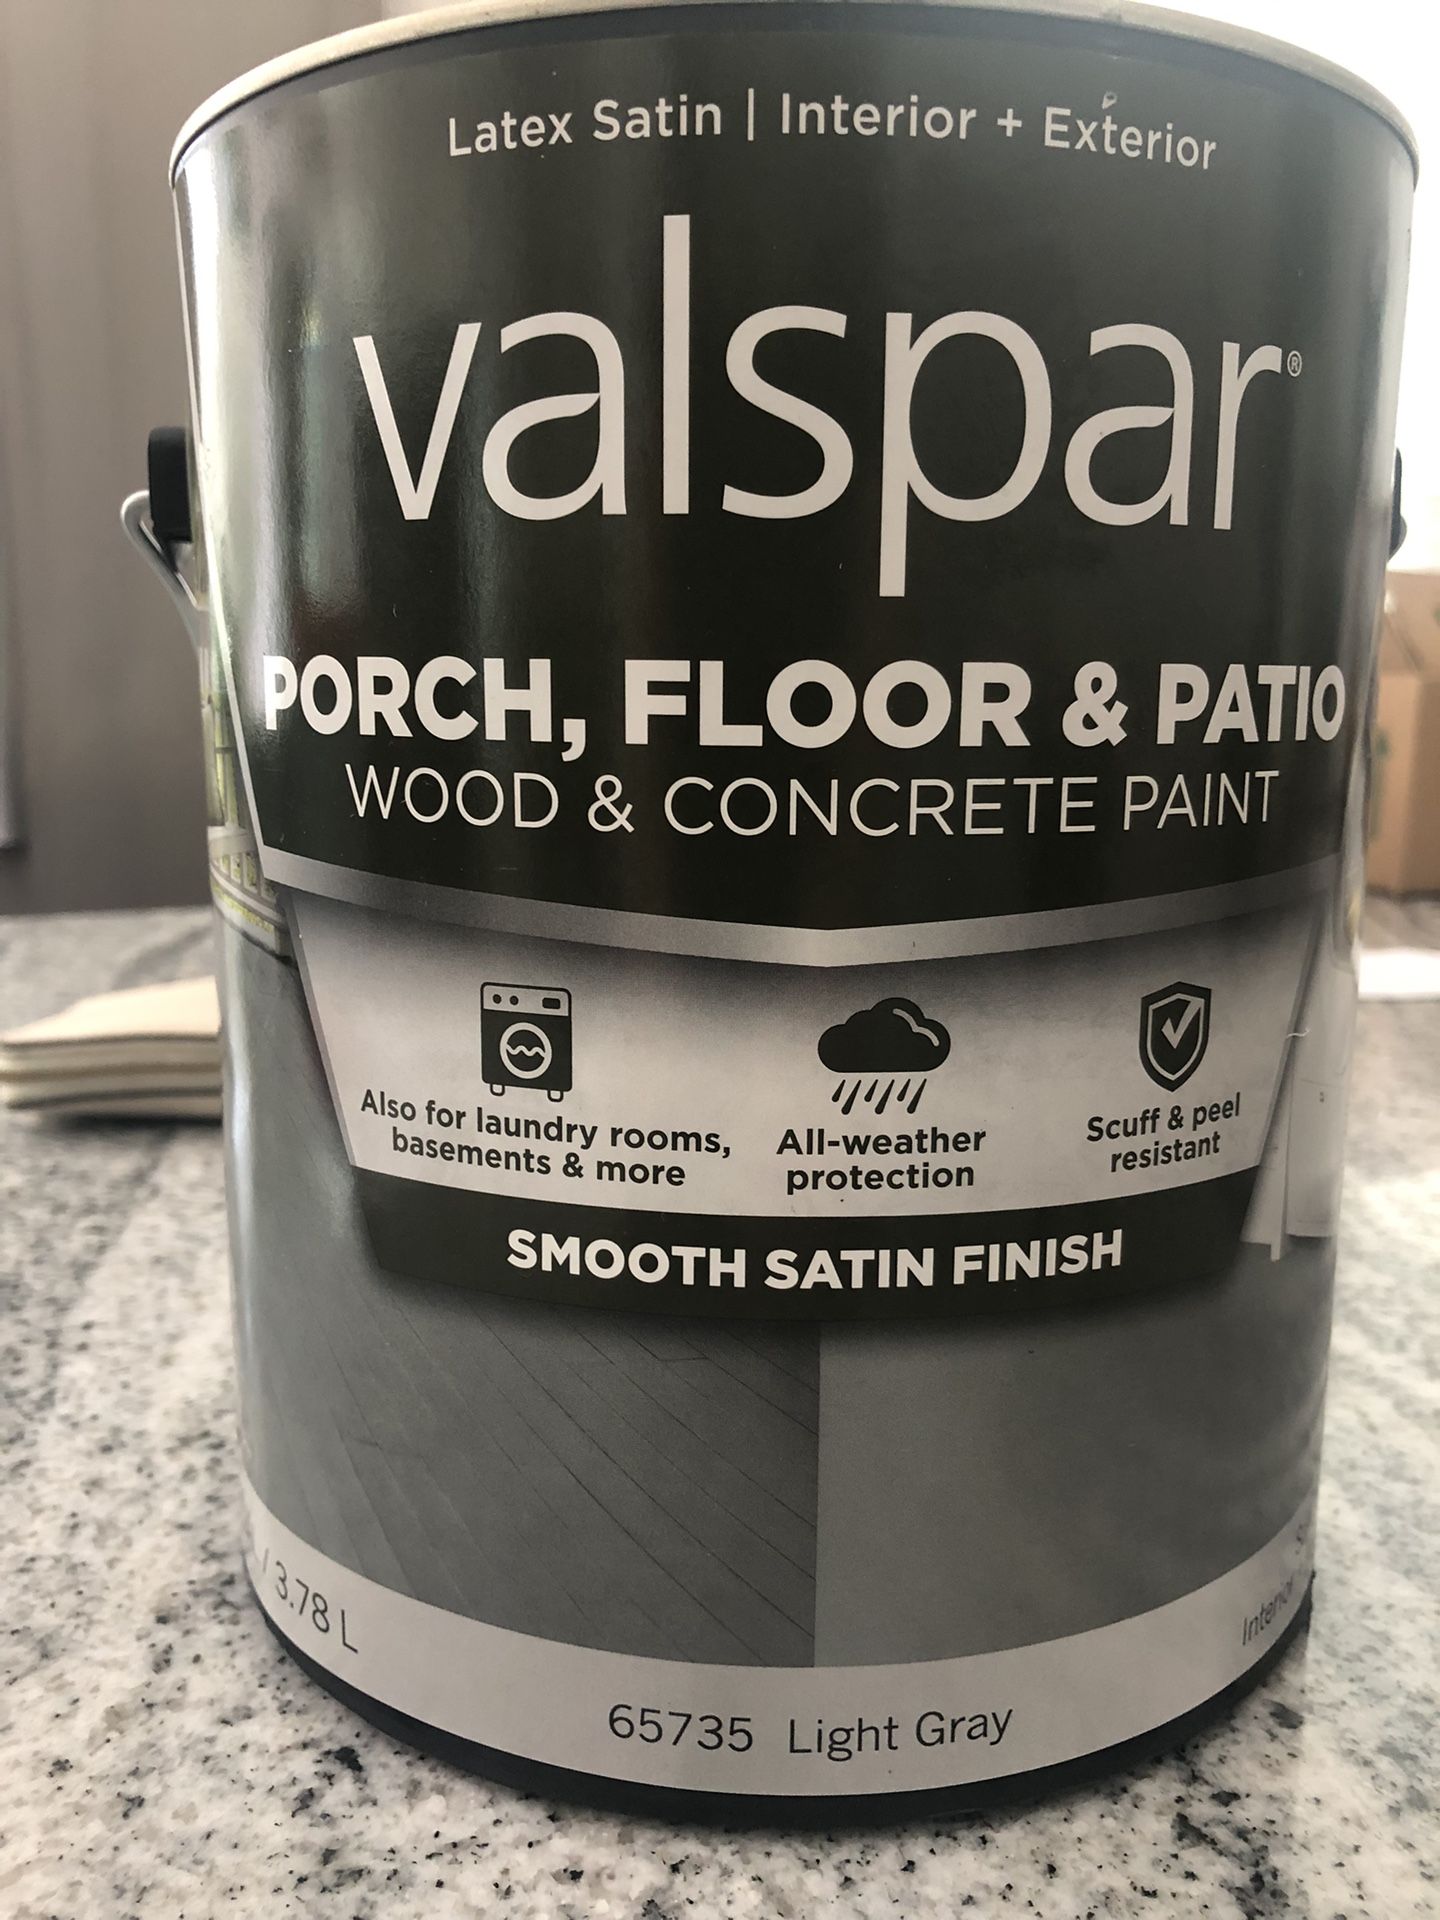 Latex Satin | Interior + Exterior
valspar®
PORCH, FLOOR & PATIO
WOOD & CONCRETE PAINT
Also for laundry rooms,
basements & more
All-weather
protection
Scuff & peel
resistant
SMOOTH SATIN FINISH
/ 3.78 L
65735 Light Gray